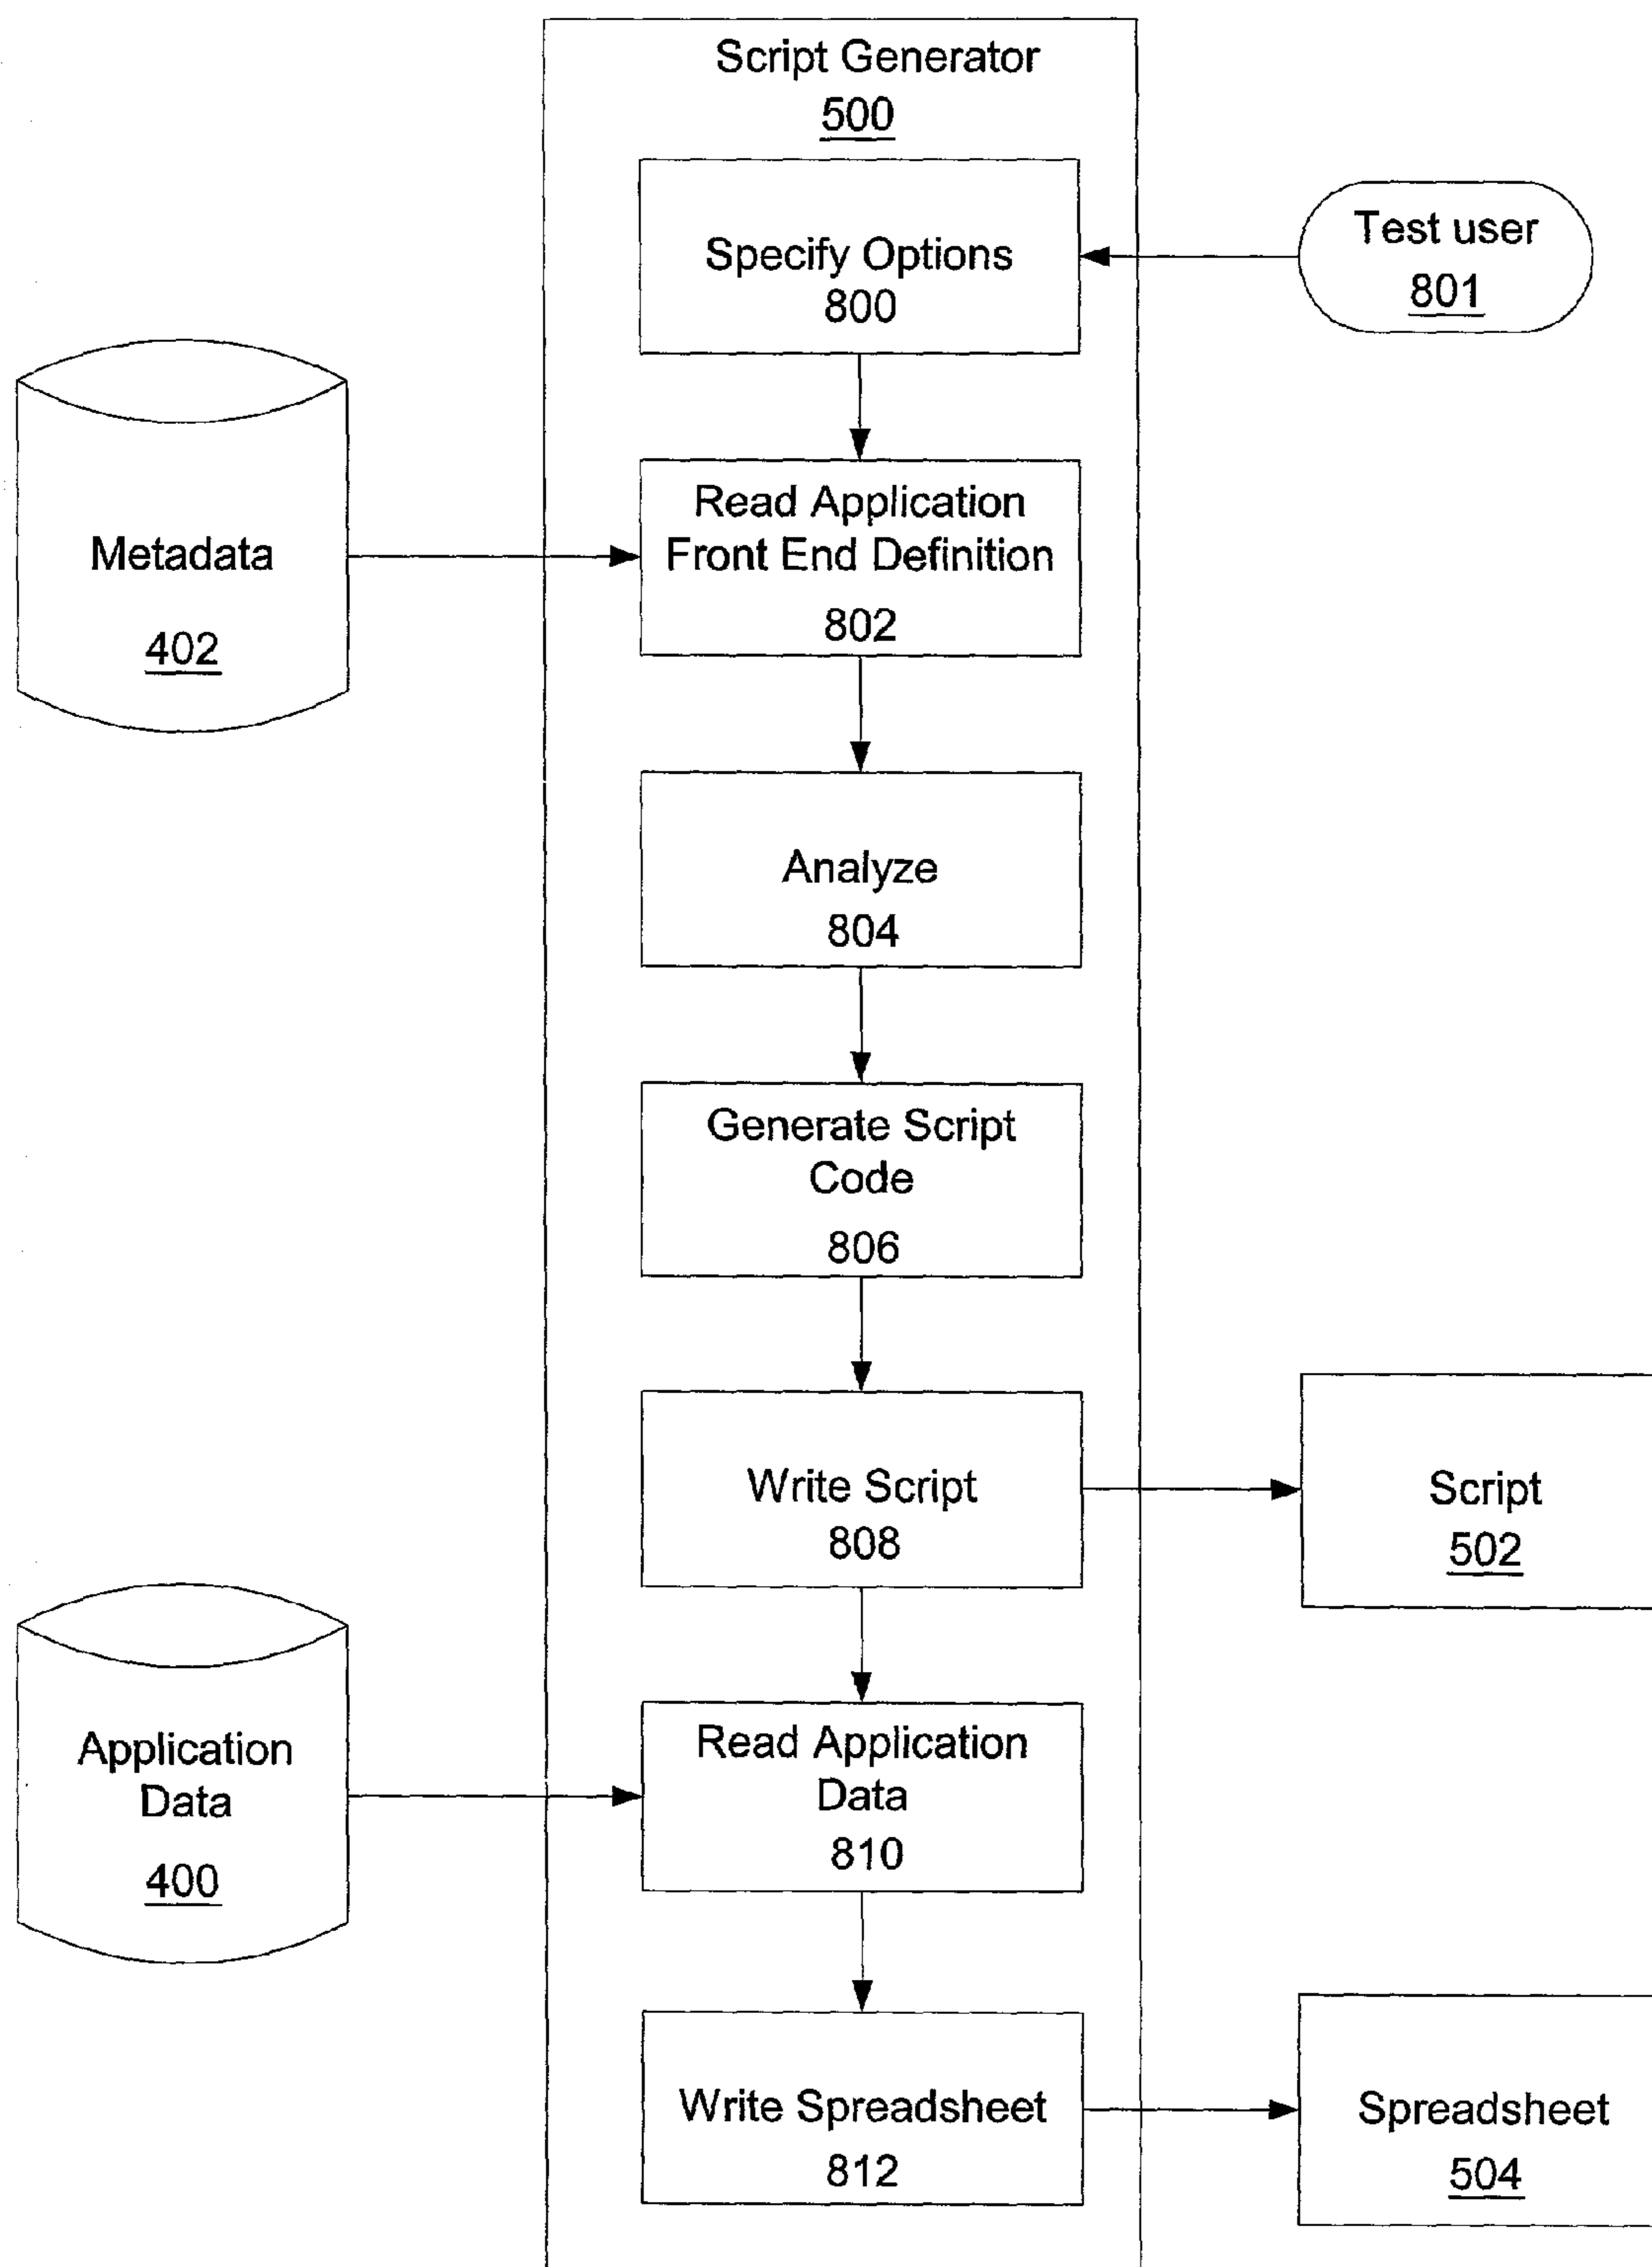 Script Generator
500
Specify Options
800
Test user
801
Metadata
402
Read Application
Front End Definition
802
Analyze
804
Generate Script
Code
806
Write Script
808
Script
502
Application
Data
400
Read Application
Data
810
Write Spreadsheet
812
Spreadsheet
504